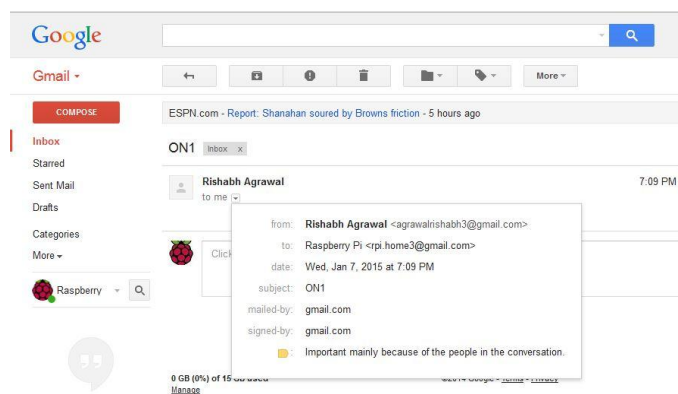 Google
Gmail
More
COMPOSE
ESPN.com - Report: Shanahan soured by Browns friction - 5 hours ago
Inbox
ON1 Inbox x
Starred
Sent Mail
Rishabh Agrawal 7:09 PM
to me
Drafts
from: Rishabh Agrawal <agrawalrishabh3@gmail.com>
Categories
to: Raspberry Pi <rpi.home3@gmail.com>
More
Click
date: Wed, Jan 7, 2015 at 7:09 PM
Raspberry
subject: ON1
mailed-by: gmail.com
signed-by: gmail.com
: Important mainly because of the people in the conversation.
0 GB (0%) of 15 GB used
©2014 Google - Terms - Privacy
Manage